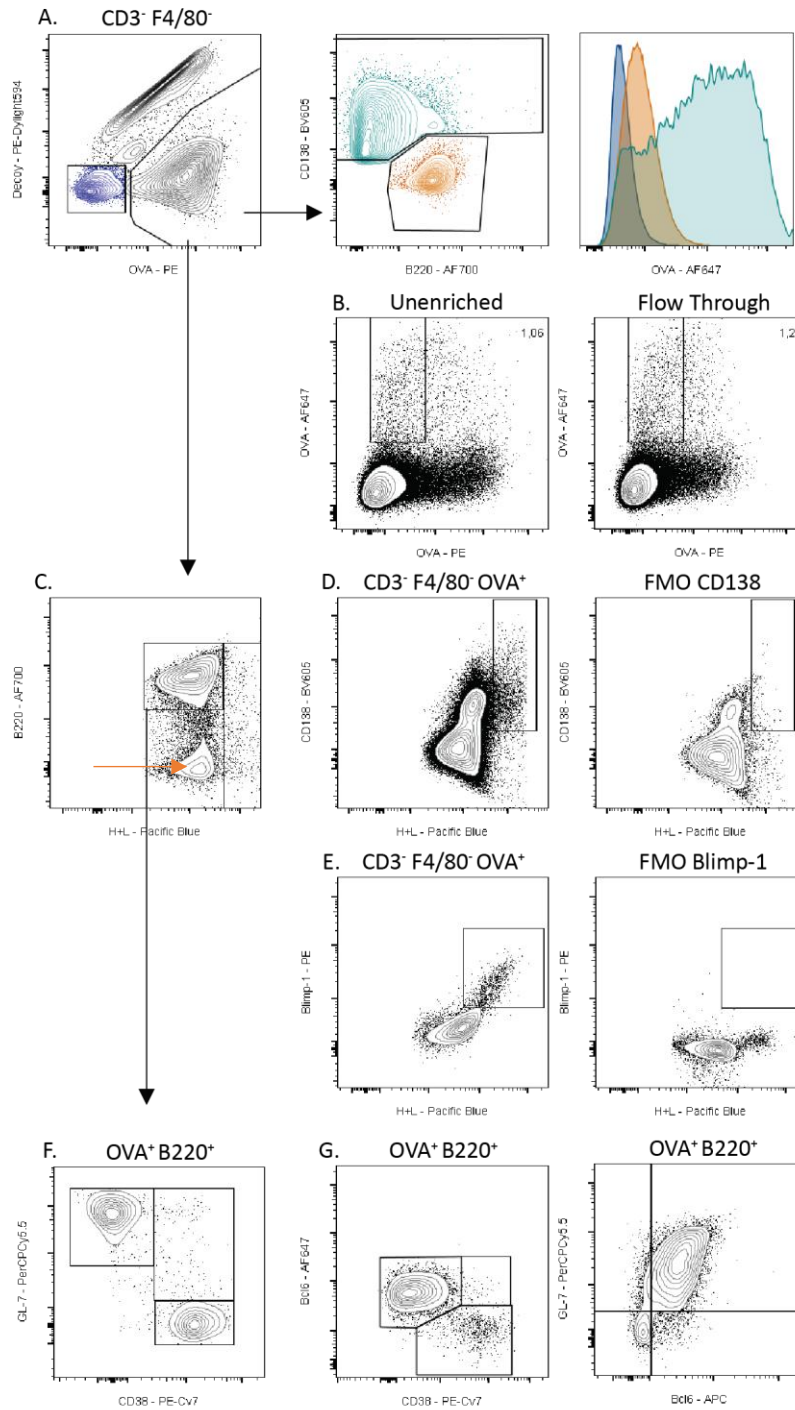 A. CD3⁻ F4/80⁻
Decoy - PE-Dylight594
OVA - PE
CD138 - BV605
B220 - AF700
OVA - AF647
B. Unenriched
Flow Through
1,06
1,2
OVA - AF647
OVA - PE
OVA - AF647
OVA - PE
C.
B220 - AF700
H+L - Pacific Blue
D. CD3⁻ F4/80⁻ OVA⁺
FMO CD138
CD138 - BV605
H+L - Pacific Blue
CD138 - BV605
H+L - Pacific Blue
E. CD3⁻ F4/80⁻ OVA⁺
FMO Blimp-1
Blimp-1 - PE
H+L - Pacific Blue
Blimp-1 - PE
H+L - Pacific Blue
F. OVA⁺ B220⁺
GL-7 - PerCPCy5.5
CD38 - PE-Cy7
G. OVA⁺ B220⁺
Bcl6 - AF647
CD38 - PE-Cy7
OVA⁺ B220⁺
GL-7 - PerCPCy5.5
Bcl6 - APC